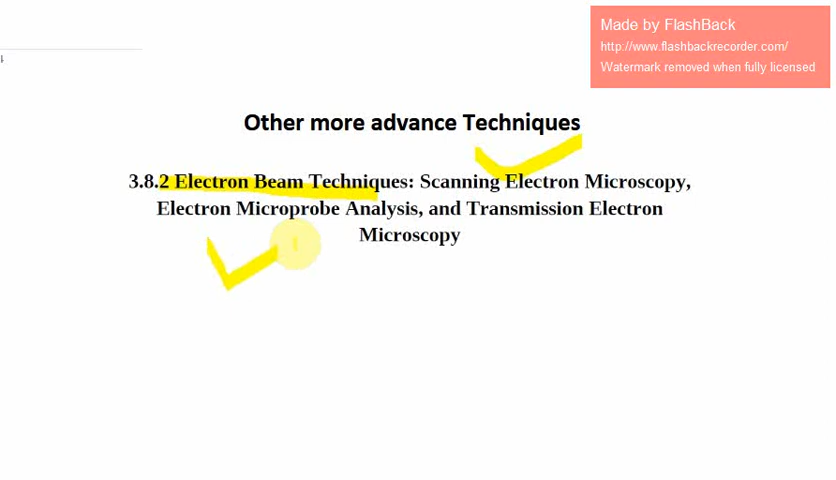 Made by FlashBack
http://www.flashbackrecorder.com/
Watermark removed when fully licensed
Other more advance Techniques
3.8.2 Electron Beam Techniques: Scanning Electron Microscopy,
Electron Microprobe Analysis, and Transmission Electron
Microscopy